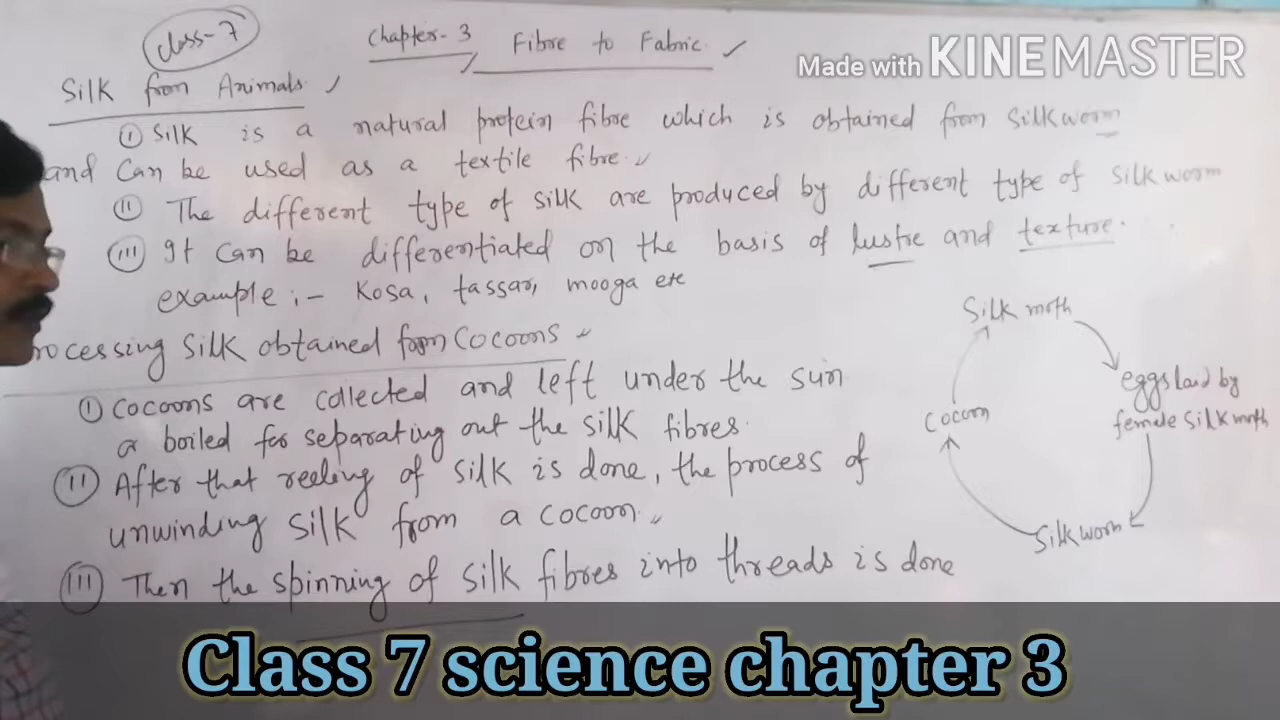 class-7
Chapter-3 Fibre to Fabric.
Made with KINEMASTER
Silk from Animals.
(I) Silk is a natural protein fibre which is obtained from silkworm
and can be used as a textile fibre.
(II) The different type of silk are produced by different type of silkworm
(III) It can be differentiated on the basis of lustre and texture.
example :- Kosa, tassar, mooga etc
rocessing Silk obtained from Cocoons
(I) Cocoons are collected and left under the sun
or boiled for separating out the silk fibres.
(II) After that reeling of silk is done, the process of
unwinding silk from a cocoon.
(III) Then the spinning of silk fibres into threads is done
Silk moth
eggs laid by
female silk moth
Silk worm
Cocoon
Class 7 science chapter 3